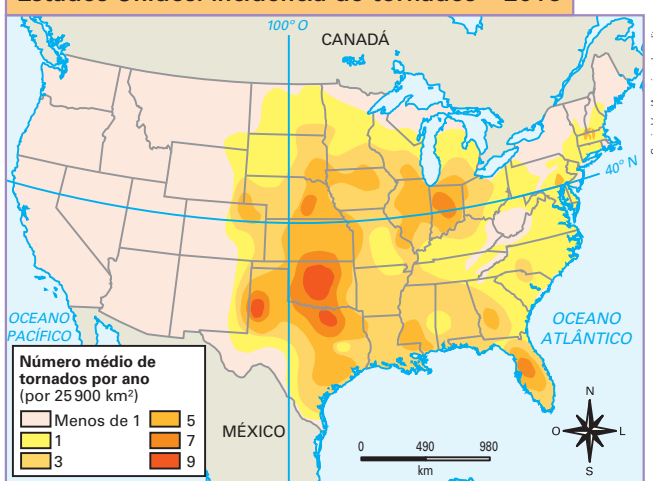 Estados Unidos: incidência de tornados – 2018
100° O
CANADÁ
40° N
OCEANO
PACÍFICO
OCEANO
ATLÂNTICO
Número médio de
tornados por ano
(por 25 900 km²)
Menos de 1
1
3
5
7
9
MÉXICO
0 490 980
km
N
O
L
S